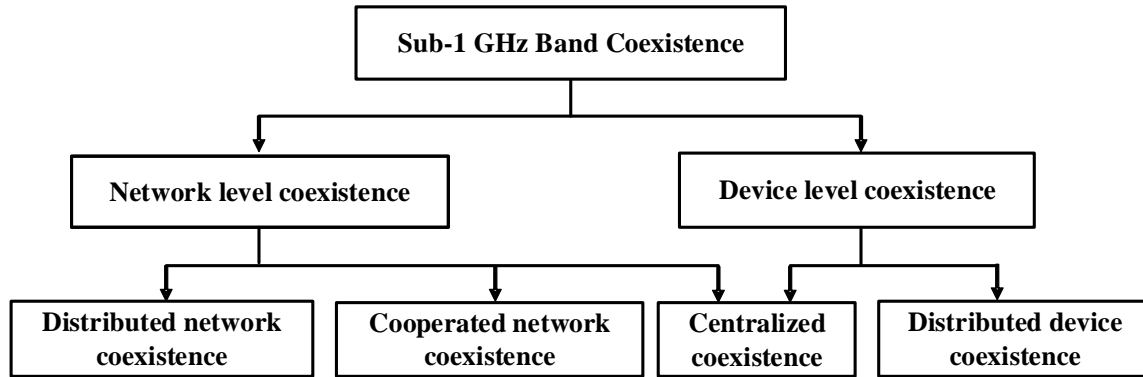 Sub-1 GHz Band Coexistence
Network level coexistence
Device level coexistence
Distributed network
coexistence
Cooperated network
coexistence
Centralized
coexistence
Distributed device
coexistence